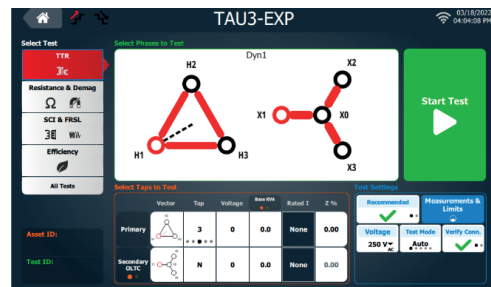 TAU3-EXP
03/18/2022
04:04:08 PM
Select Test
TTR
Resistance & Demag
SCI & FRSL
Efficiency
All Tests
Asset ID:
Test ID:
Select Phases to Test
Dyn1
H2
H1
H3
X2
X1
X0
X3
Start Test
Select Taps to Test
Vector Tap Voltage Base KVA Rated I Z %
Primary 3 0 0.0 None 0.00
Secondary
OLTC
N 0 0.0 None 0.00
Test Settings
Recommended
Measurements &
Limits
Voltage
250 V
AC
Test Mode
Auto
Verify Conn.